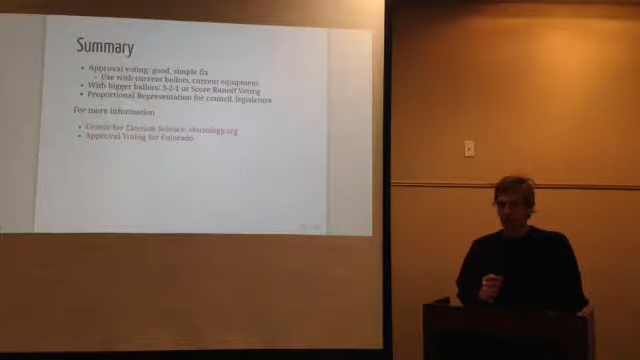 Summary
• Approval voting: good, simple fix
– Use with current ballots, current equipment
• With bigger ballots: 3-2-1 or Score Runoff Voting
• Proportional Representation for council, legislature
For more information
• Center for Election Science: electology.org
• Approval Voting for Colorado